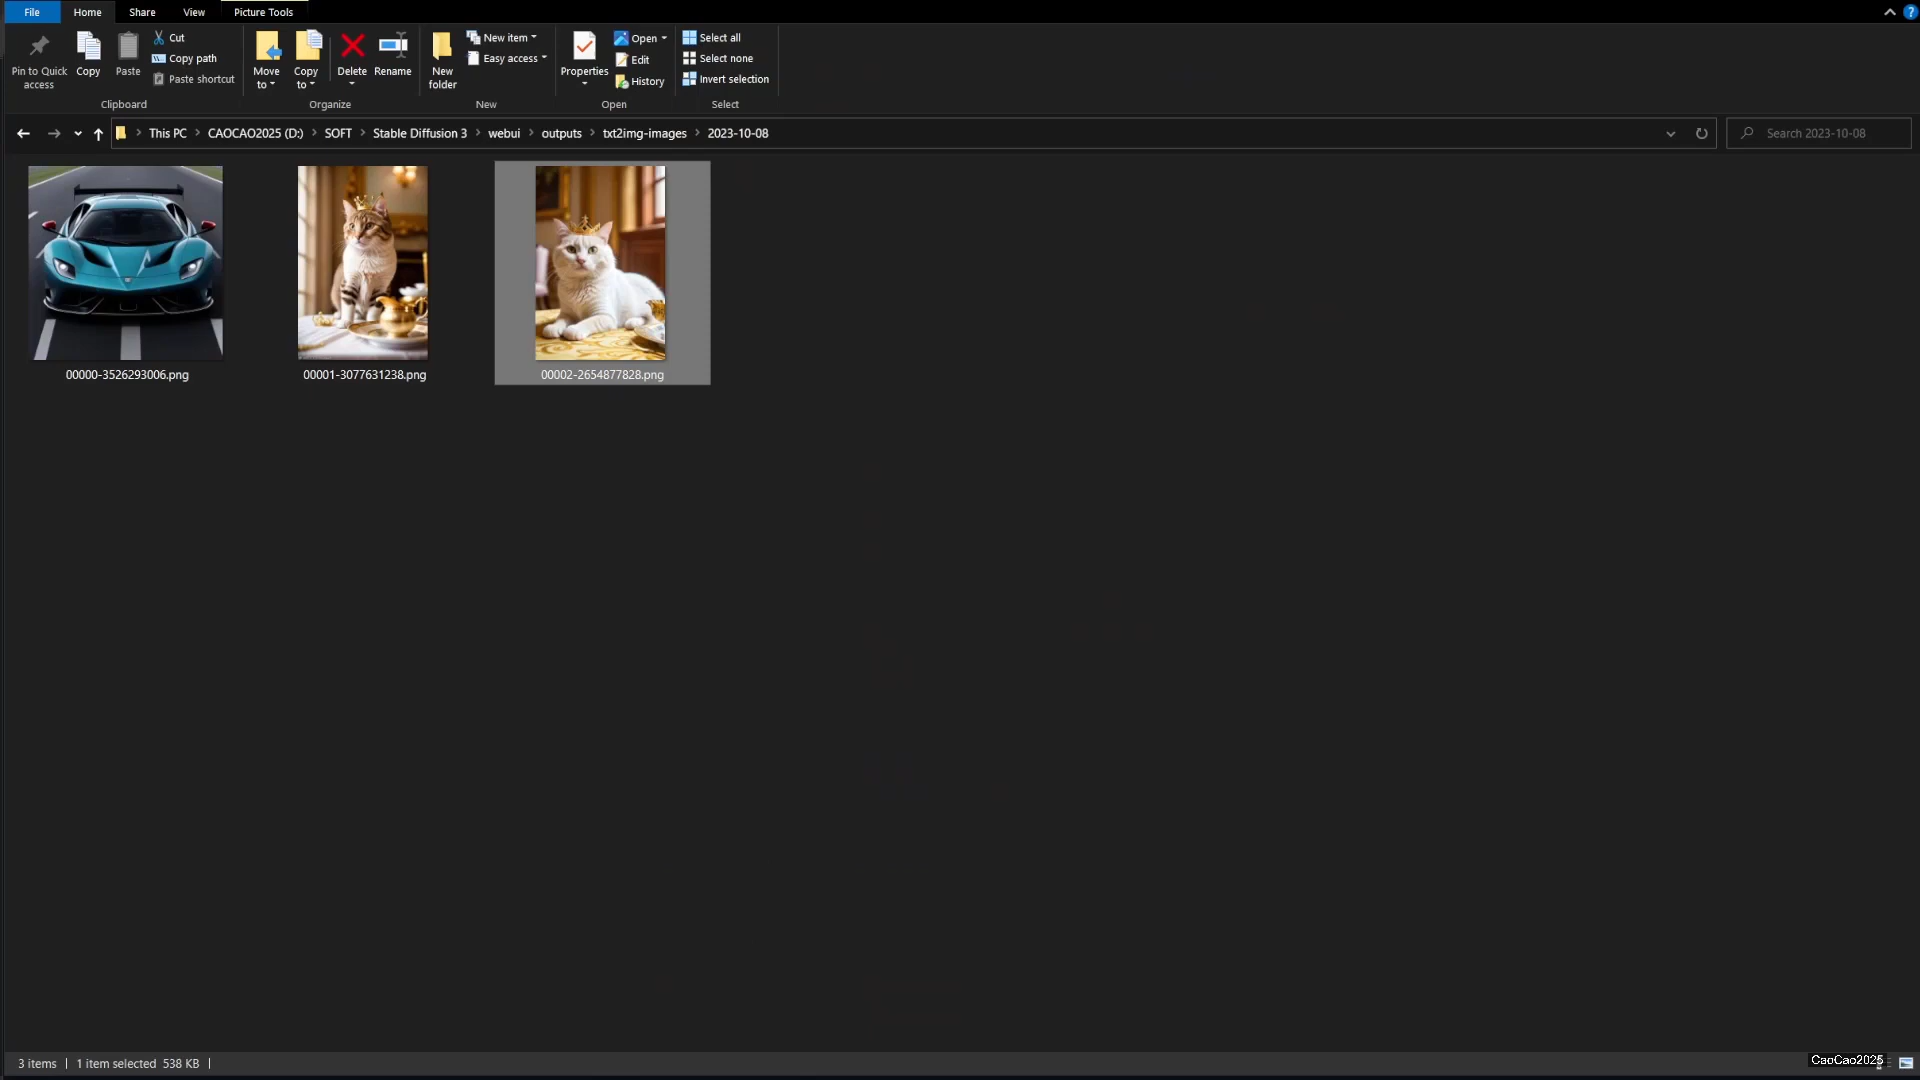 File Home Share View Picture Tools
Pin to Quick access
Copy
Paste
Cut
Copy path
Paste shortcut
Clipboard
Move to
Copy to
Delete
Rename
Organize
New folder
New item
Easy access
New
Properties
Open
Edit
History
Open
Select all
Select none
Invert selection
Select
This PC > CAOCAO2025 (D:) > SOFT > Stable Diffusion 3 > webui > outputs > txt2img-images > 2023-10-08
Search 2023-10-08
00000-3526293006.png
00001-3077631238.png
00002-2654877828.png
3 items | 1 item selected 538 KB |
CaoCao2025